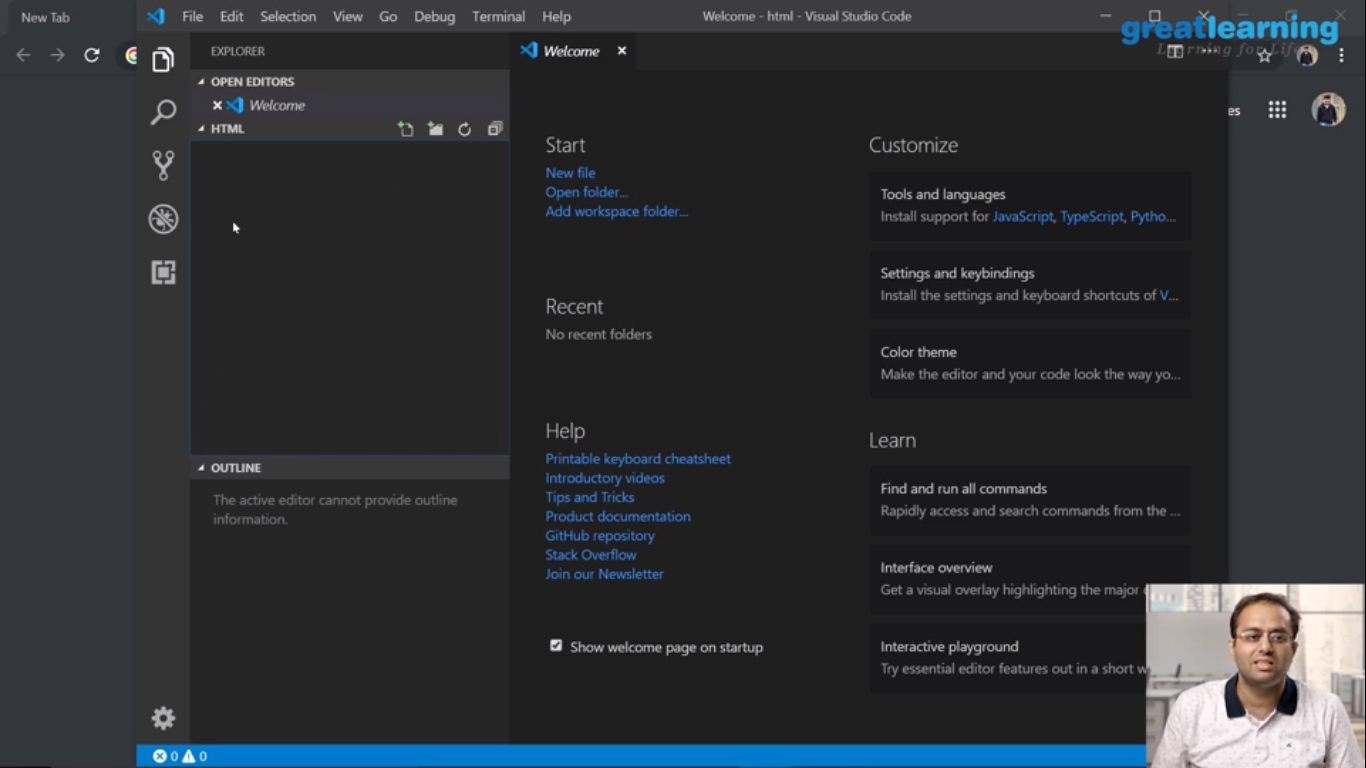 New Tab
File Edit Selection View Go Debug Terminal Help
Welcome - html - Visual Studio Code
greatlearning
Learning for Life
EXPLORER
OPEN EDITORS
Welcome
HTML
OUTLINE
The active editor cannot provide outline
information.
Welcome
Start
New file
Open folder...
Add workspace folder...
Recent
No recent folders
Help
Printable keyboard cheatsheet
Introductory videos
Tips and Tricks
Product documentation
GitHub repository
Stack Overflow
Join our Newsletter
Show welcome page on startup
Customize
Tools and languages
Install support for JavaScript, TypeScript, Pytho...
Settings and keybindings
Install the settings and keyboard shortcuts of V...
Color theme
Make the editor and your code look the way yo...
Learn
Find and run all commands
Rapidly access and search commands from the ...
Interface overview
Get a visual overlay highlighting the major
Interactive playground
Try essential editor features out in a short w
es
0 0